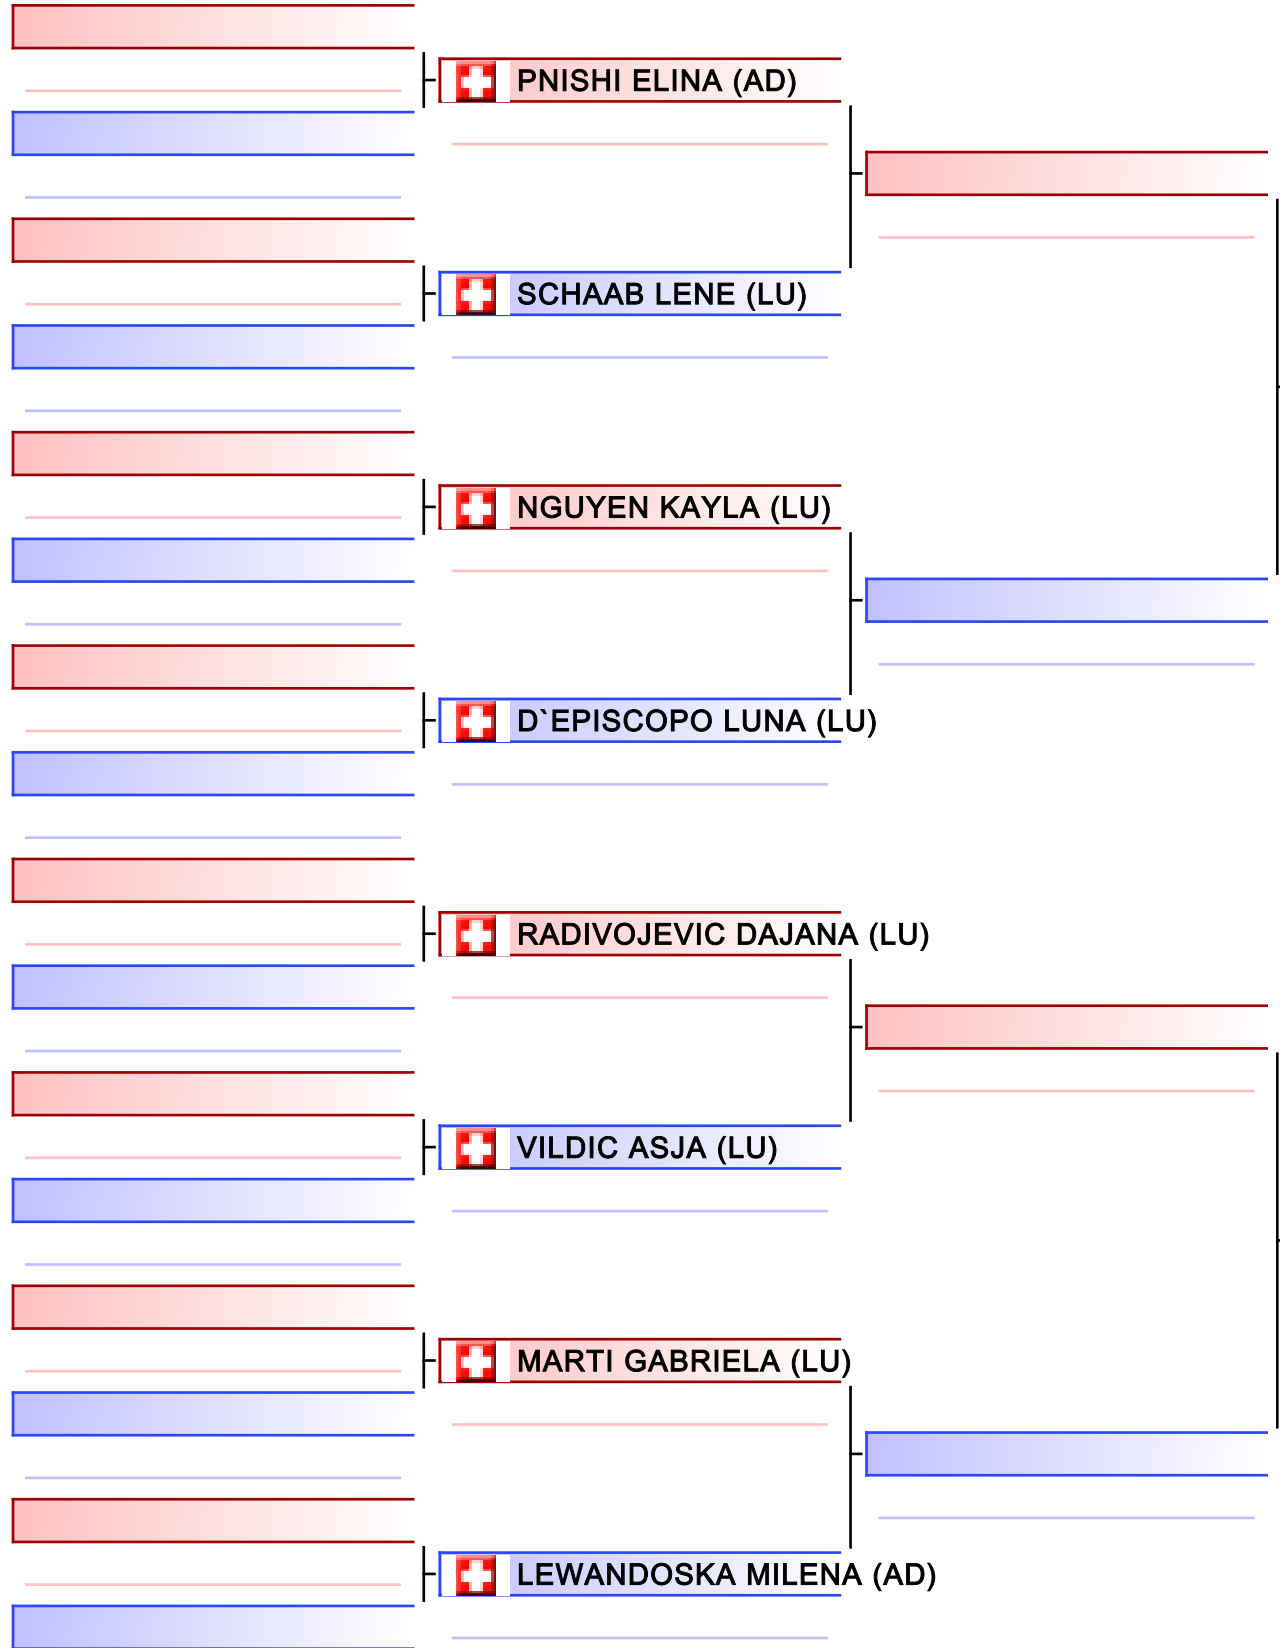 PNISHI ELINA (AD)
SCHAAB LENE (LU)
NGUYEN KAYLA (LU)
D`EPISCOPO LUNA (LU)
RADIVOJEVIC DAJANA (LU)
VILDIC ASJA (LU)
MARTI GABRIELA (LU)
LEWANDOSKA MILENA (AD)